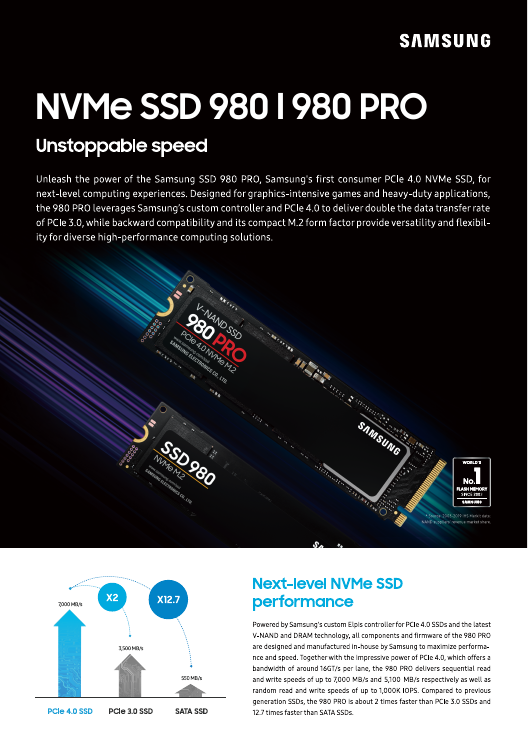 SAMSUNG
NVMe SSD 980 | 980 PRO
Unstoppable speed
Unleash the power of the Samsung SSD 980 PRO, Samsung's first consumer PCIe 4.0 NVMe SSD, for
next-level computing experiences. Designed for graphics-intensive games and heavy-duty applications,
the 980 PRO leverages Samsung's custom controller and PCIe 4.0 to deliver double the data transfer rate
of PCIe 3.0, while backward compatibility and its compact M.2 form factor provide versatility and flexibil-
ity for diverse high-performance computing solutions.
V-NAND SSD
980 PRO
PCIe 4.0 NVMe M.2
SAMSUNG ELECTRONICS CO., LTD.
SAMSUNG
SSD 980
NVMe M.2
SAMSUNG ELECTRONICS CO., LTD.
WORLD'S
No.1
FLASH MEMORY
SINCE 2002
SAMSUNG
7,000 MB/s
X2
X12.7
3,500 MB/s
550 MB/s
PCIe 4.0 SSD
PCIe 3.0 SSD
SATA SSD
Next-level NVMe SSD
performance
Powered by Samsung's custom Elpis controller for PCIe 4.0 SSDs and the latest
V-NAND and DRAM technology, all components and firmware of the 980 PRO
are designed and manufactured in-house by Samsung to maximize performa-
nce and speed. Together with the impressive power of PCIe 4.0, which offers a
bandwidth of around 16GT/s per lane, the 980 PRO delivers sequential read
and write speeds of up to 7,000 MB/s and 5,100 MB/s respectively as well as
random read and write speeds of up to 1,000K IOPS. Compared to previous
generation SSDs, the 980 PRO is about 2 times faster than PCIe 3.0 SSDs and
12.7 times faster than SATA SSDs.